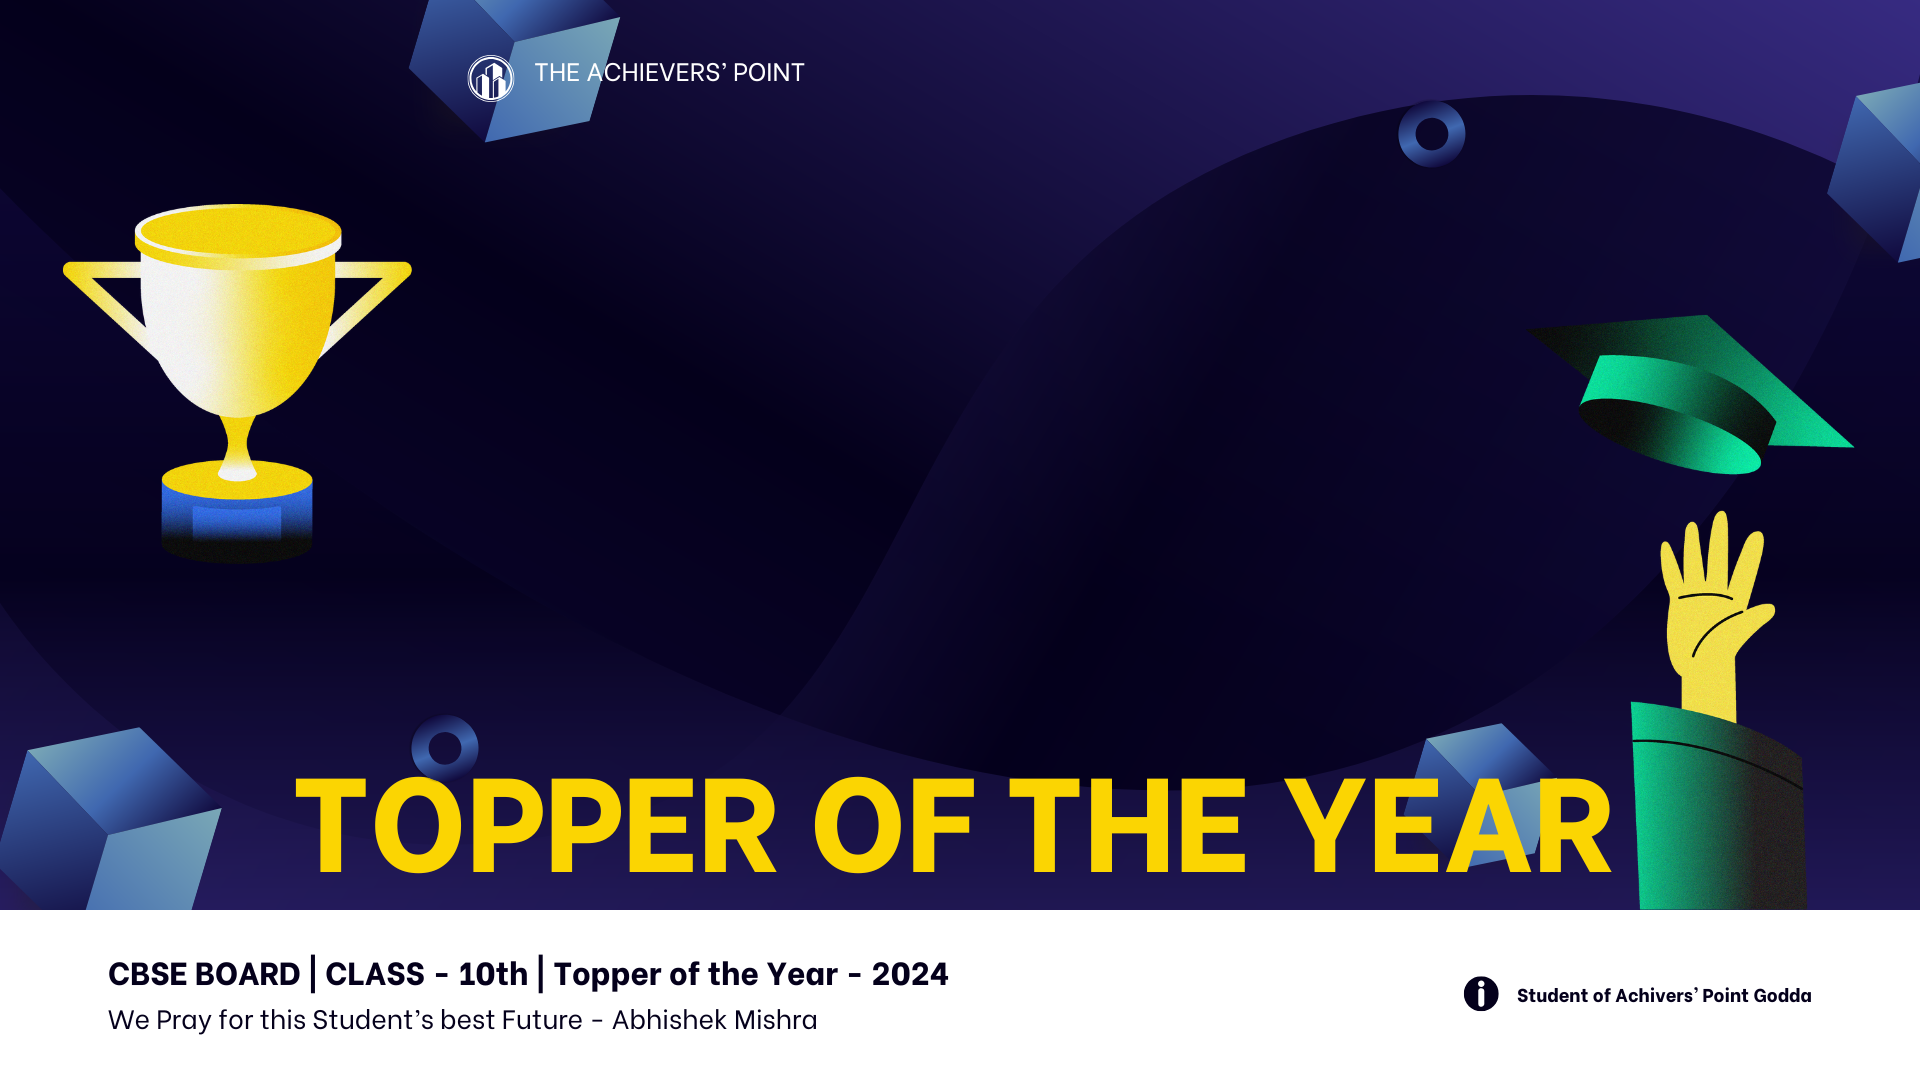 THE ACHIEVERS’ POINT
TOPPER OF THE YEAR
CBSE BOARD | CLASS - 10th | Topper of the Year - 2024
We Pray for this Student’s best Future - Abhishek Mishra
Student of Achivers’ Point Godda